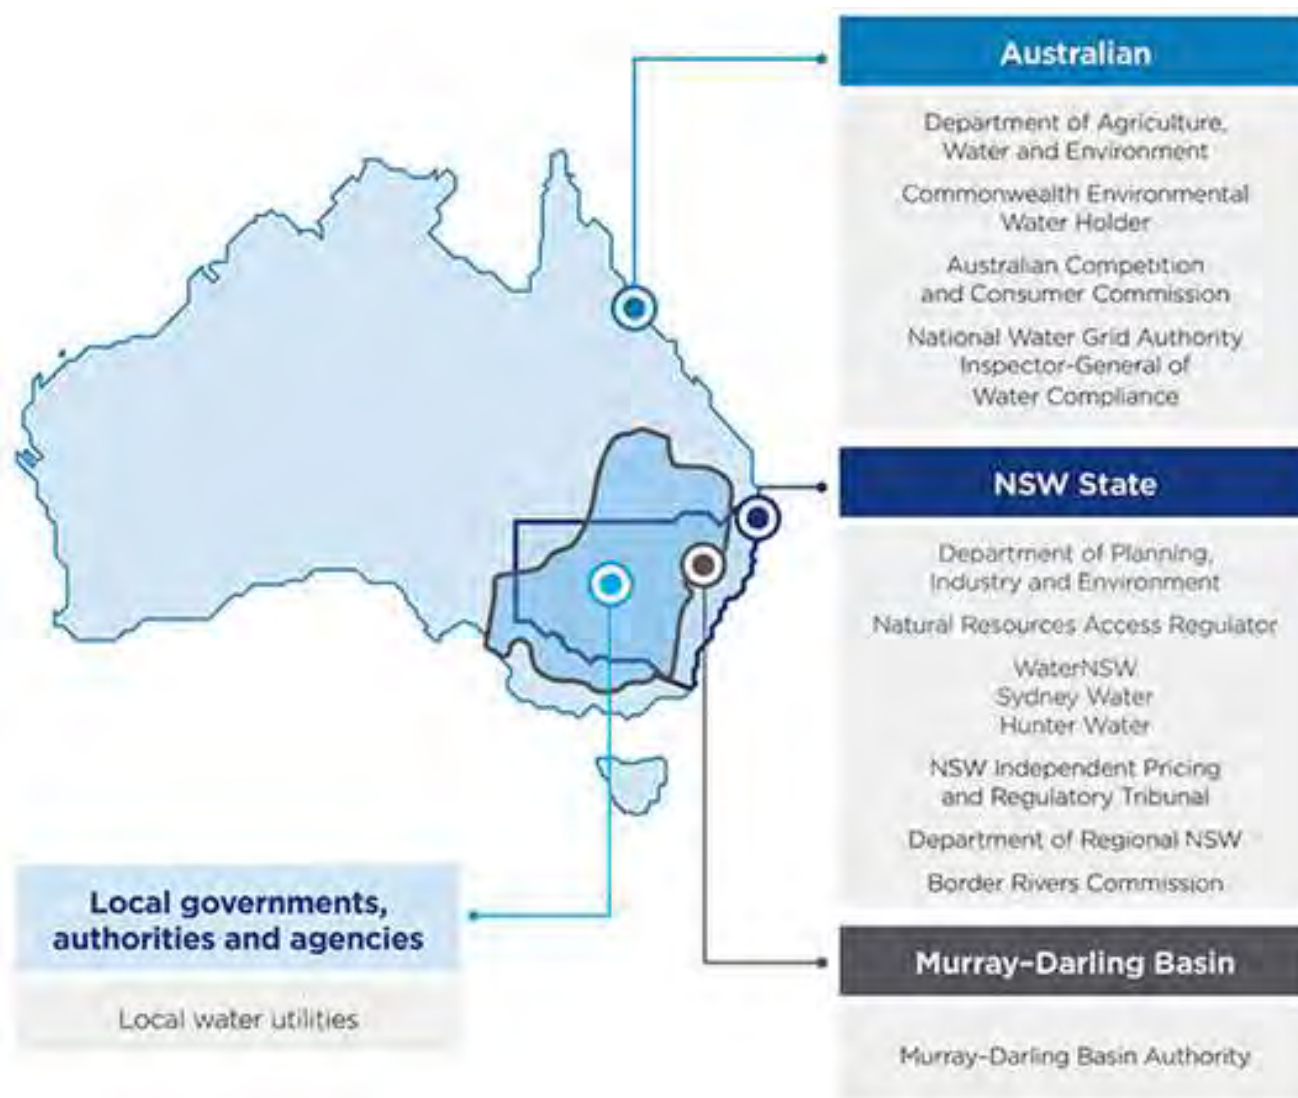 Australian
Department of Agriculture,
Water and Environment
Commonwealth Environmental
Water Holder
Australian Competition
and Consumer Commission
National Water Grid Authority
Inspector-General of
Water Compliance
NSW State
Department of Planning,
Industry and Environment
Natural Resources Access Regulator
WaterNSW
Sydney Water
Hunter Water
NSW Independent Pricing
and Regulatory Tribunal
Department of Regional NSW
Border Rivers Commission
Local governments,
authorities and agencies
Local water utilities
Murray–Darling Basin
Murray–Darling Basin Authority